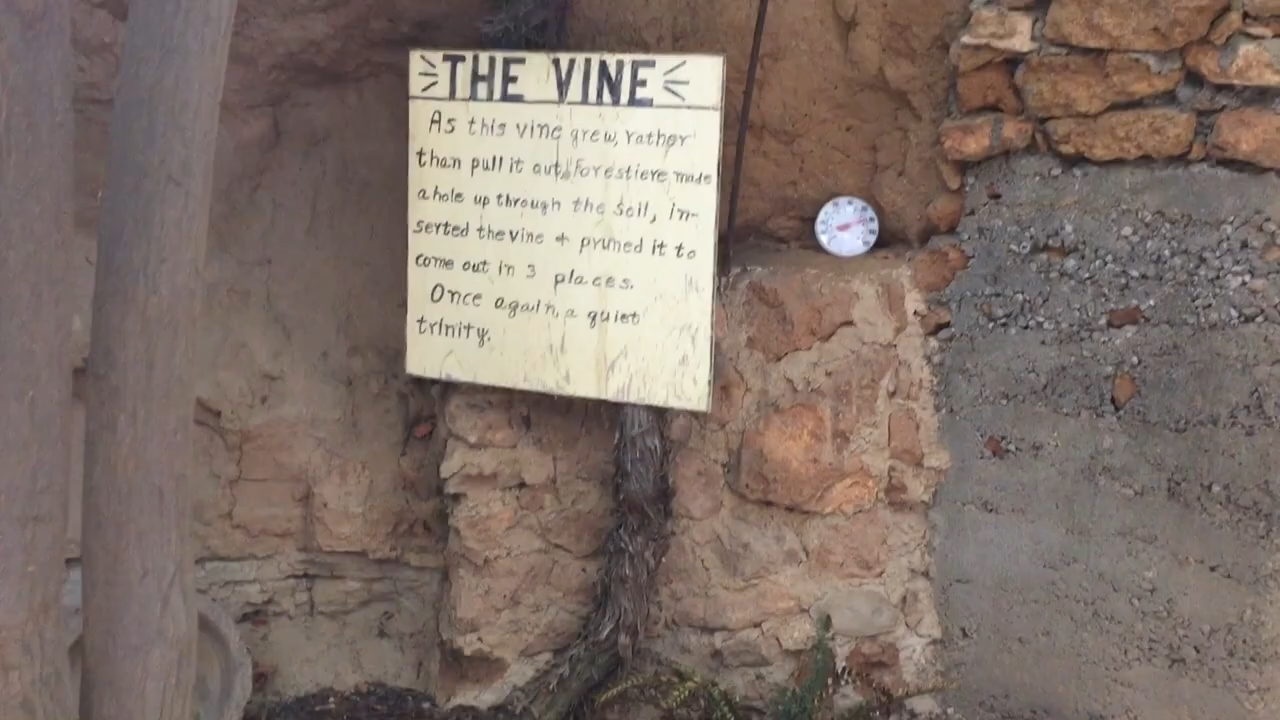 THE VINE
As this vine grew, rather
than pull it out, Forestiere made
a hole up through the soil, in-
serted the vine + pruned it to
come out in 3 places.
Once again, a quiet
trinity.